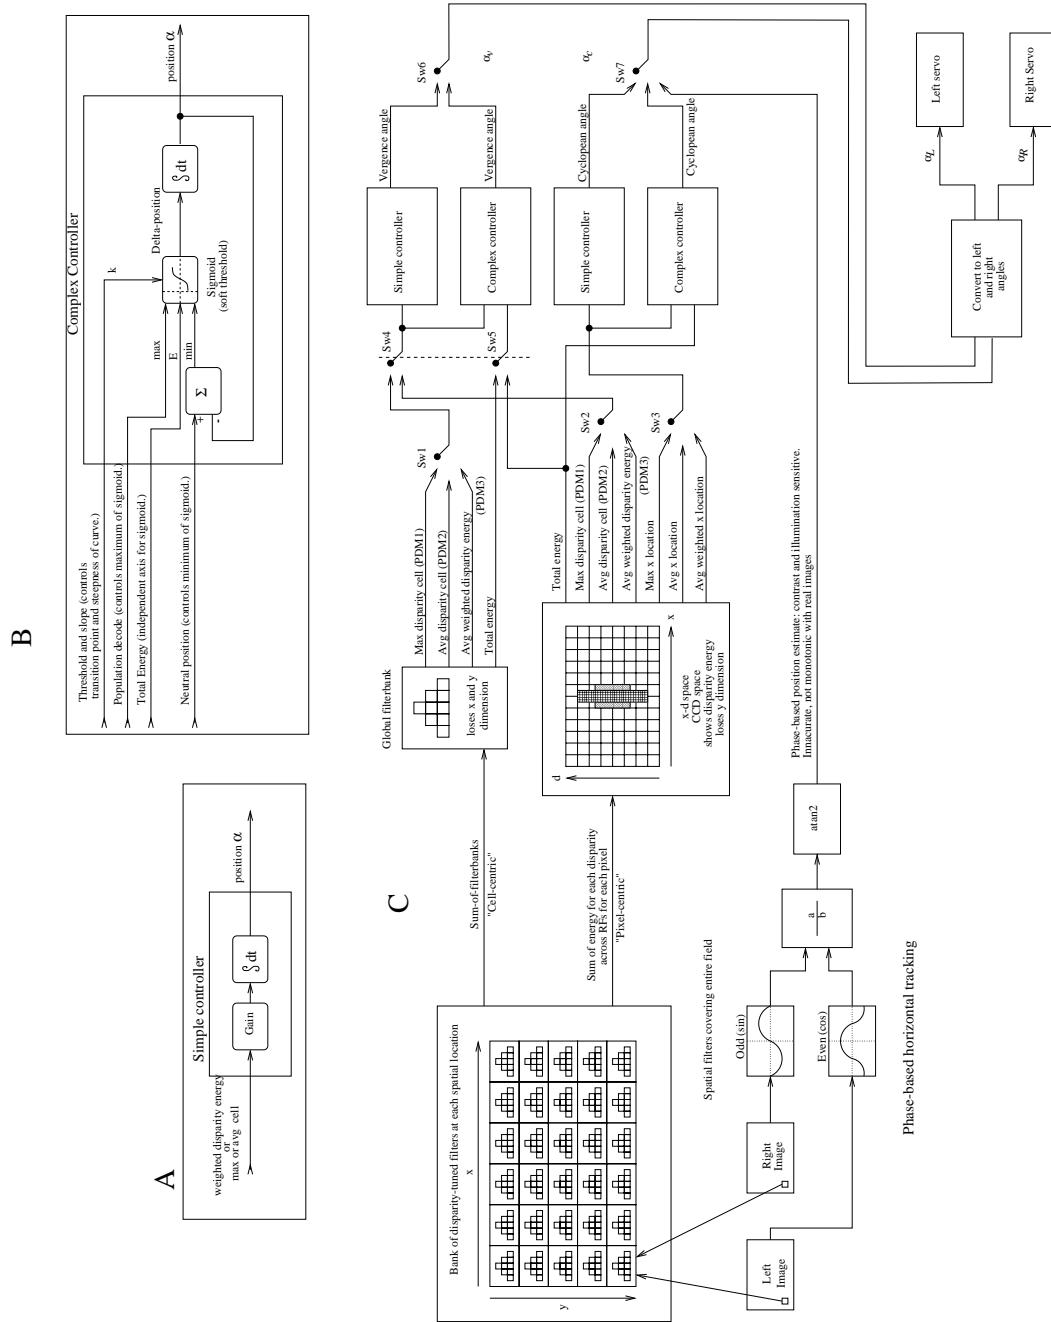 A
Simple controller
weighted disparity energy
or
max or avg cell
Gain
∫ dt
position α
B
Complex Controller
Threshold and slope (controls
transition point and steepness of curve.)
Population decode (controls maximum of sigmoid.)
Total Energy (independent axis for sigmoid.)
Neutral position (controls minimum of sigmoid.)
k
max
E
min
+
-
Σ
Sigmoid
(soft threshold)
Delta-position
∫ dt
position α
C
Bank of disparity-tuned filters at each spatial location
x
y
Sum-of-filterbanks
"Cell-centric"
Sum of energy for each disparity
across RFs for each pixel
"Pixel-centric"
Global filterbank
loses x and y
dimension
Max disparity cell (PDM1)
Avg disparity cell (PDM2)
Avg weighted disparity energy
(PDM3)
Total energy
d
x
x-d space
CCD space
shows disparity energy
loses y dimension
Total energy
Max disparity cell (PDM1)
Avg disparity cell (PDM2)
Avg weighted disparity energy
(PDM3)
Max x location
Avg x location
Avg weighted x location
Sw1
Sw2
Sw3
Sw4
Sw5
Simple controller
Complex controller
Simple controller
Complex controller
Vergence angle
Vergence angle
Cyclopean angle
Cyclopean angle
Sw6
αv
αc
Sw7
Left Image
Right Image
Spatial filters covering entire field
Odd (sin)
Even (cos)
a
b
atan2
Phase-based position estimate: contrast and illumination sensitive.
Innacurate, not monotonic with real images
Phase-based horizontal tracking
Convert to left
and right
angles
αL
αR
Left servo
Right Servo